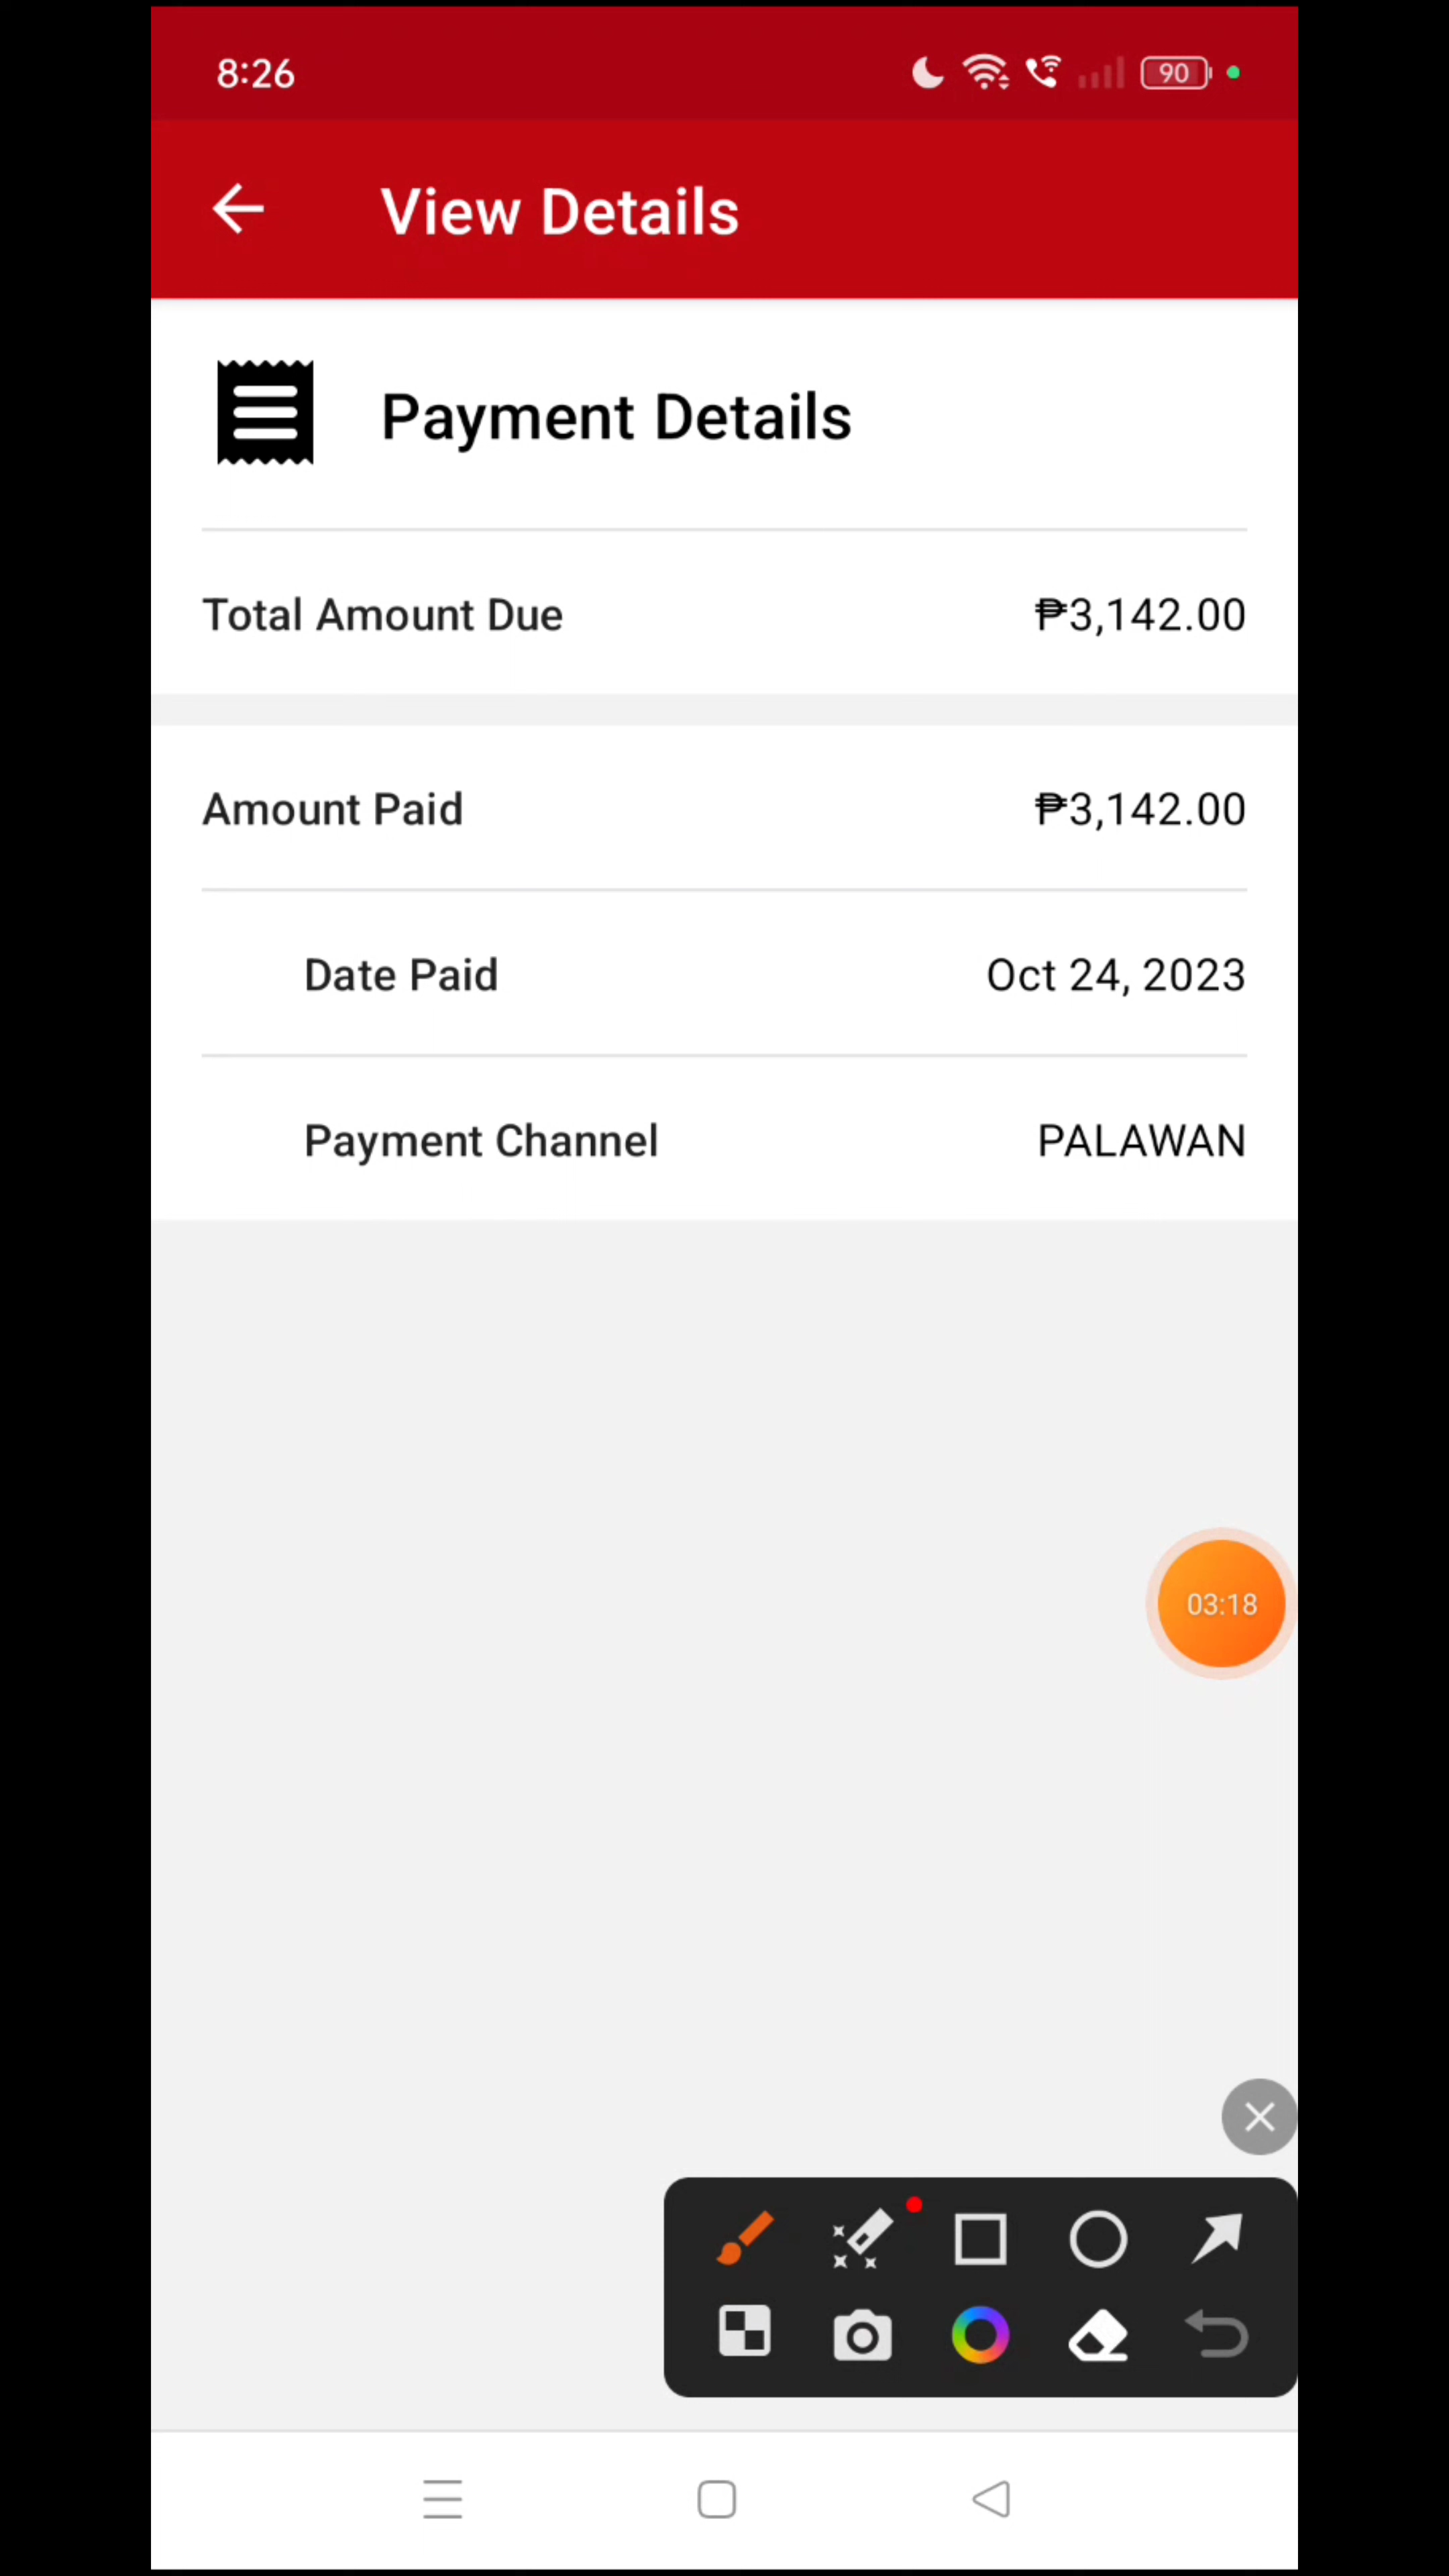 8:26
90
View Details
Payment Details
Total Amount Due ₱3,142.00
Amount Paid ₱3,142.00
Date Paid Oct 24, 2023
Payment Channel PALAWAN
03:18